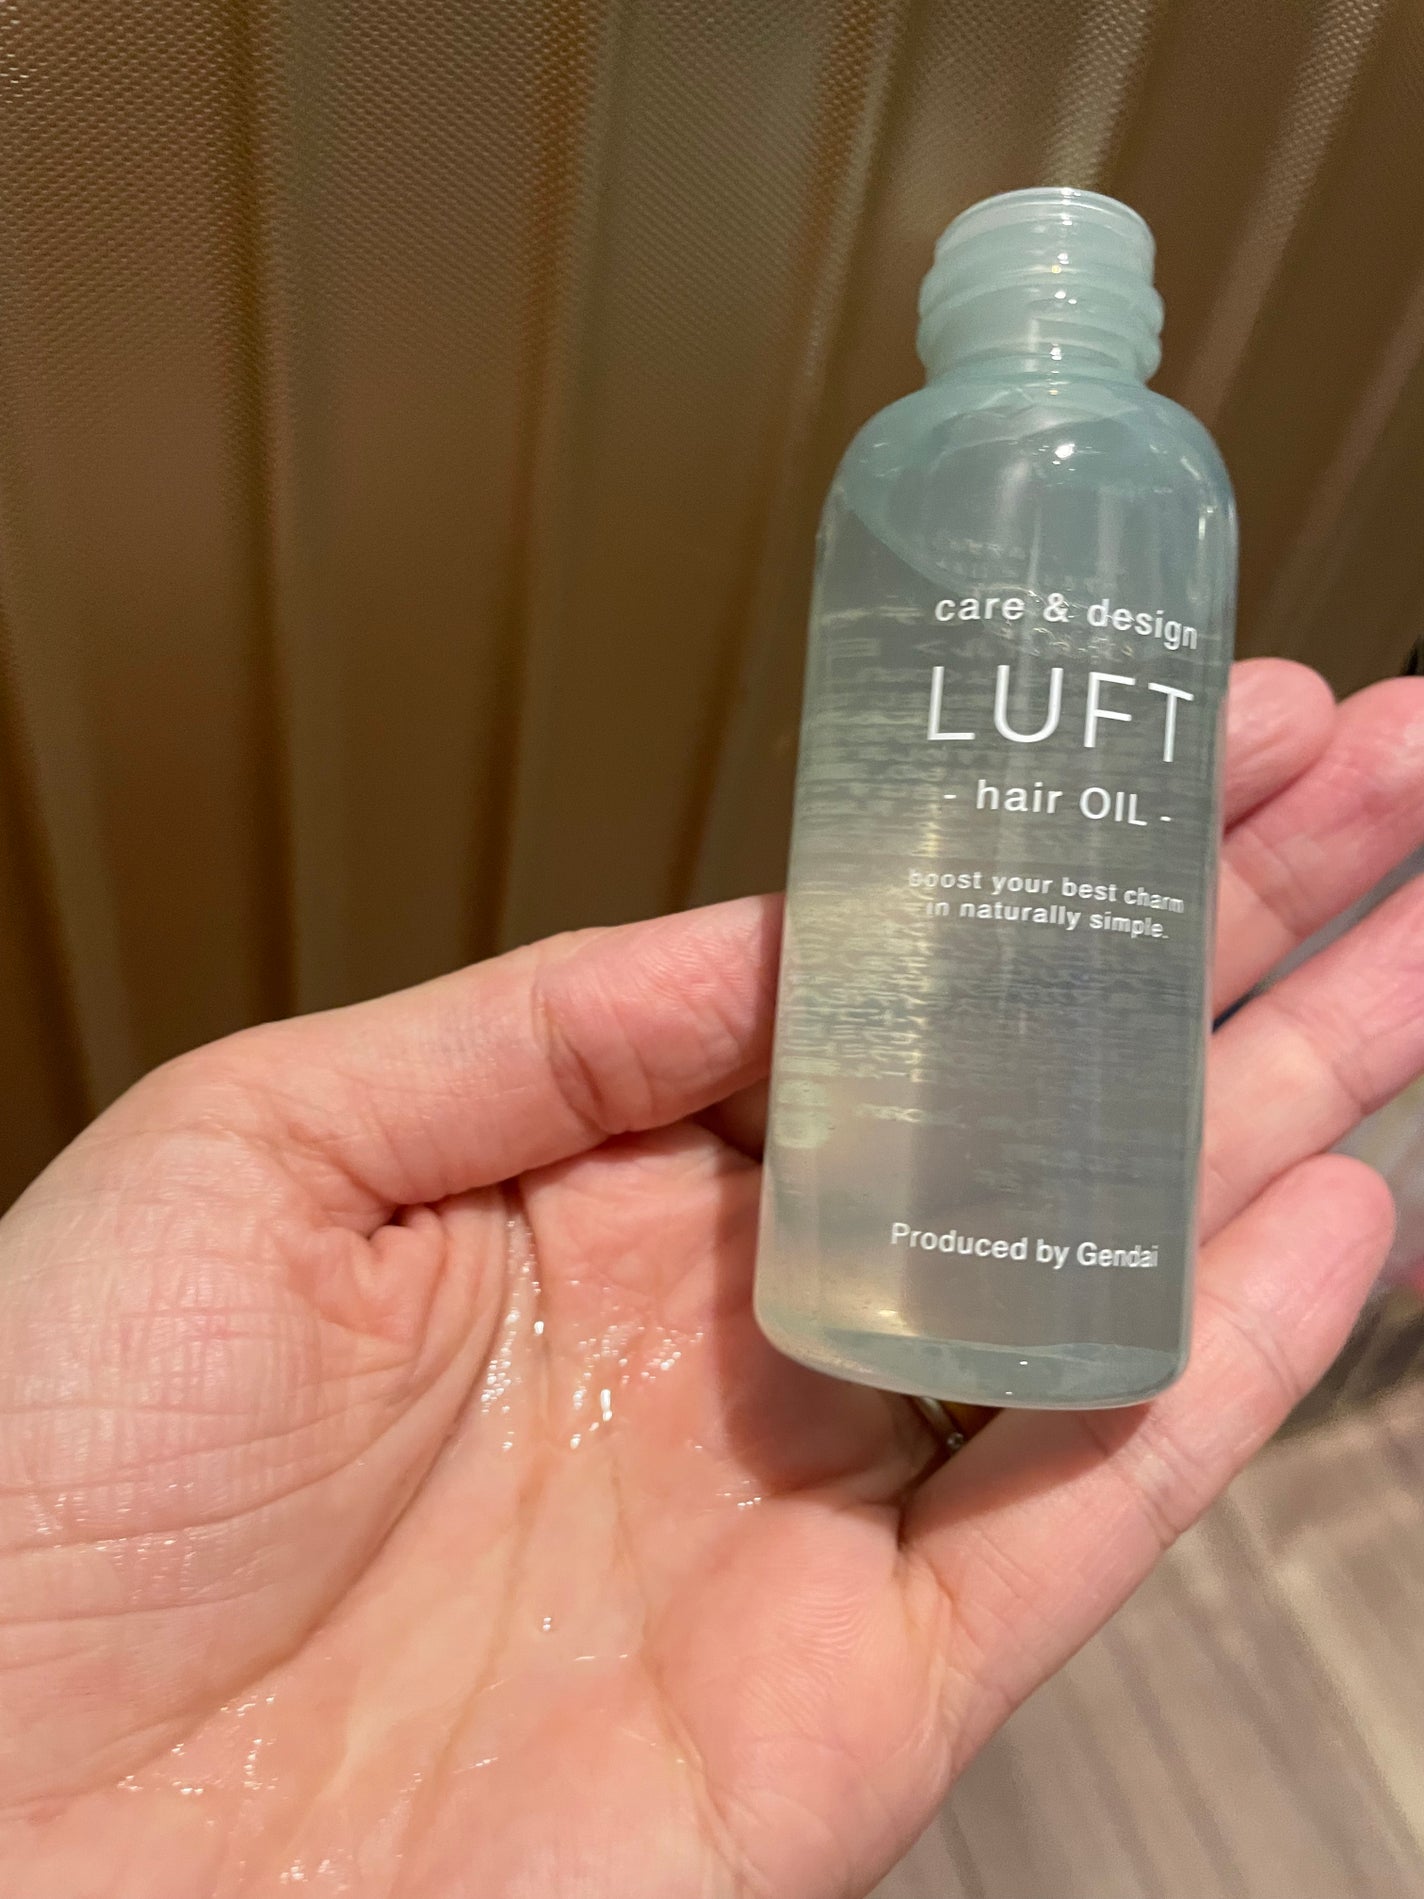 care & design
LUFT
- hair OIL -
boost your best charm
in naturally simple.
Produced by Gendai